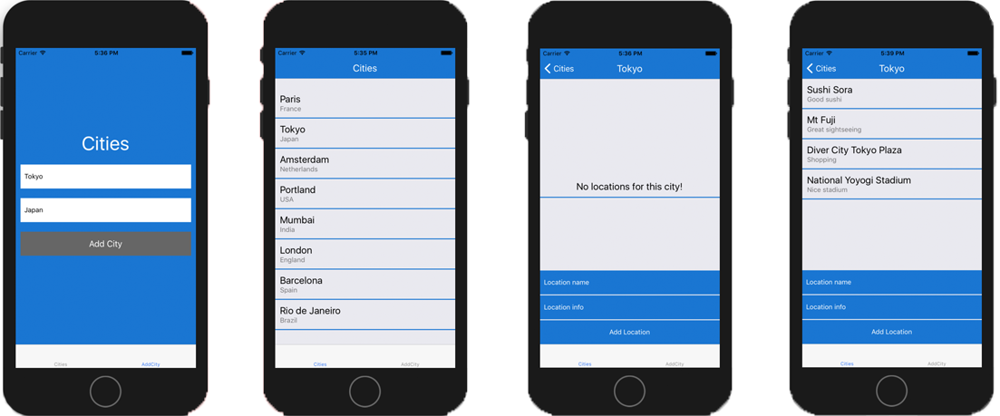 Carrier 5:36 PM
Cities
Tokyo
Japan
Add City
Cities AddCity
Carrier 5:35 PM
Cities
Paris
France
Tokyo
Japan
Amsterdam
Netherlands
Portland
USA
Mumbai
India
London
England
Barcelona
Spain
Rio de Janeiro
Brazil
Cities AddCity
Carrier 5:36 PM
Cities Tokyo
No locations for this city!
Location name
Location info
Add Location
Cities AddCity
Carrier 5:39 PM
Cities Tokyo
Sushi Sora
Good sushi
Mt Fuji
Great sightseeing
Diver City Tokyo Plaza
Shopping
National Yoyogi Stadium
Nice stadium
Location name
Location info
Add Location
Cities AddCity